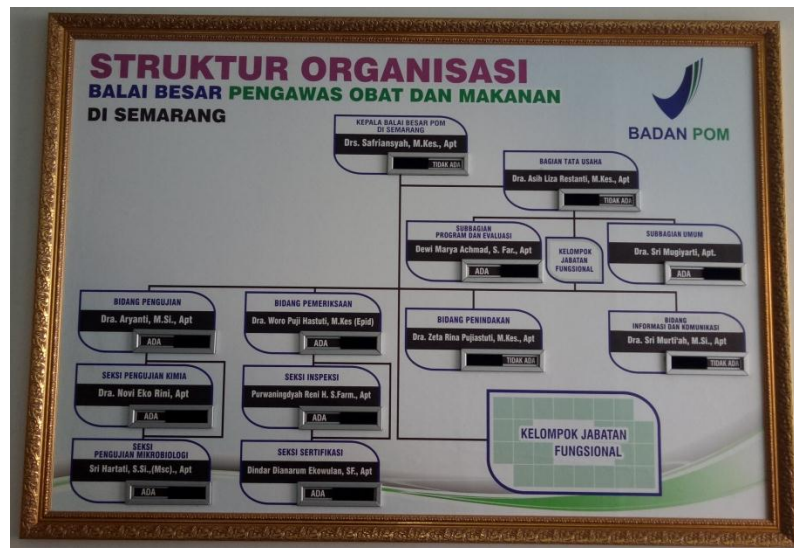 STRUKTUR ORGANISASI
BALAI BESAR PENGAWAS OBAT DAN MAKANAN
DI SEMARANG
BADAN POM
KEPALA BALAI BESAR POM
DI SEMARANG
Drs. Safriansyah, M.Kes., Apt
TIDAK ADA
BAGIAN TATA USAHA
Dra. Asih Liza Restanti, M.Kes., Apt
TIDAK ADA
SUBBAGIAN
PROGRAM DAN EVALUASI
Dewi Marya Achmad, S. Far., Apt
ADA
KELOMPOK
JABATAN
FUNGSIONAL
SUBBAGIAN UMUM
Dra. Sri Mugiyarti, Apt.
ADA
BIDANG PENGUJIAN
Dra. Aryanti, M.Si., Apt
ADA
BIDANG PEMERIKSAAN
Dra. Woro Puji Hastuti, M.Kes (Epid)
ADA
BIDANG PENINDAKAN
Dra. Zeta Rina Pujiastuti, M.Kes., Apt
TIDAK ADA
BIDANG
INFORMASI DAN KOMUNIKASI
Dra. Sri Murti'ah, M.Si., Apt
TIDAK ADA
SEKSI PENGUJIAN KIMIA
Dra. Novi Eko Rini, Apt
ADA
SEKSI INSPEKSI
Purwaningdyah Reni H. S.Farm., Apt
ADA
SEKSI
PENGUJIAN MIKROBIOLOGI
Sri Hartati, S.Si.,(Msc)., Apt
ADA
SEKSI SERTIFIKASI
Dindar Dianarum Ekowulan, SF., Apt
ADA
KELOMPOK JABATAN
FUNGSIONAL